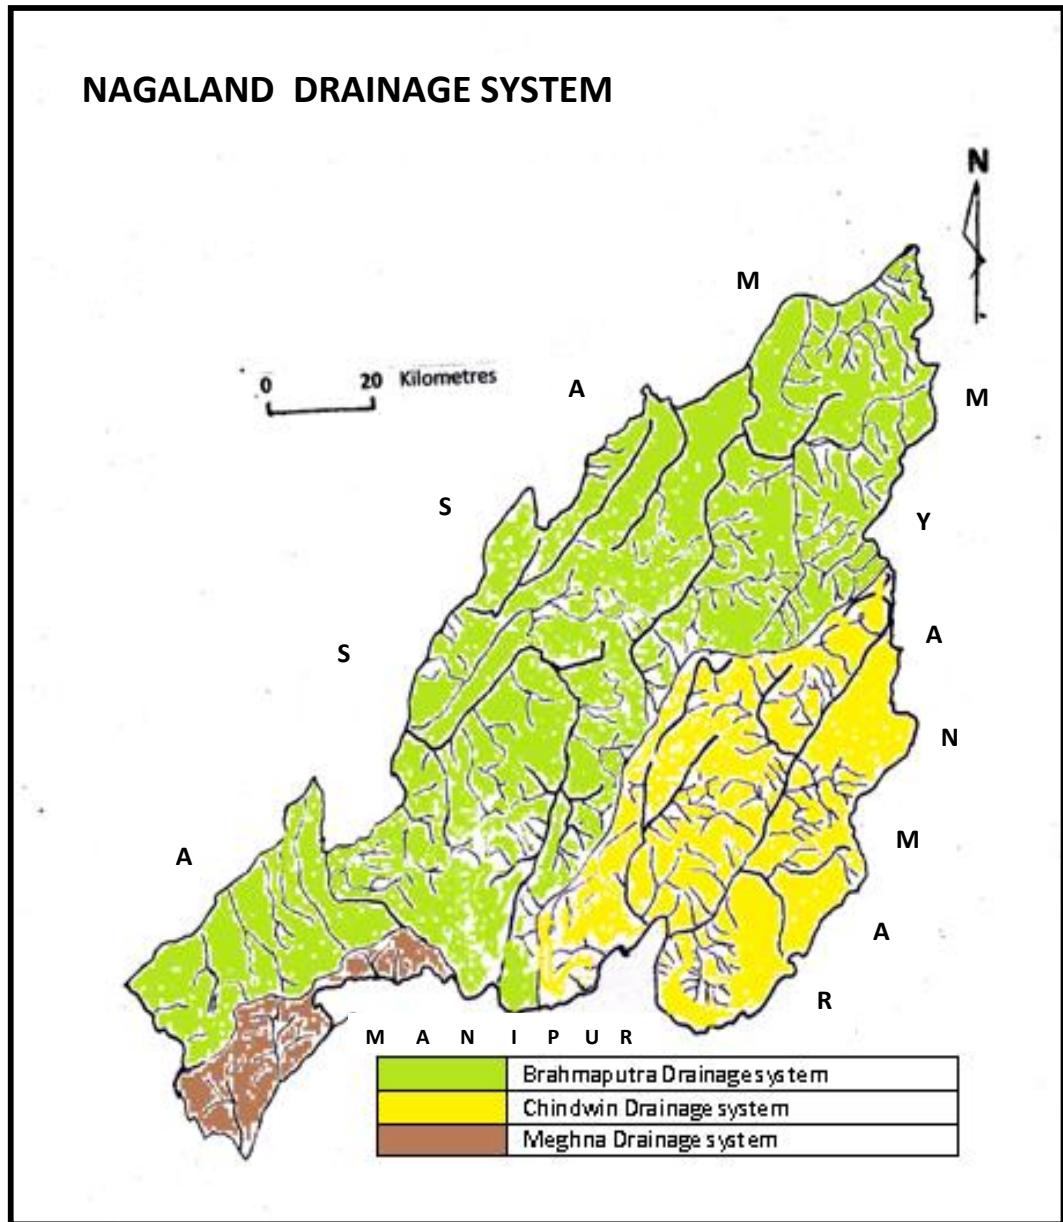 NAGALAND DRAINAGE SYSTEM
N
0 20 Kilometres
A S S A M
M Y A N M A R
M A N I P U R
Brahmaputra Drainage system
Chindwin Drainage system
Meghna Drainage system